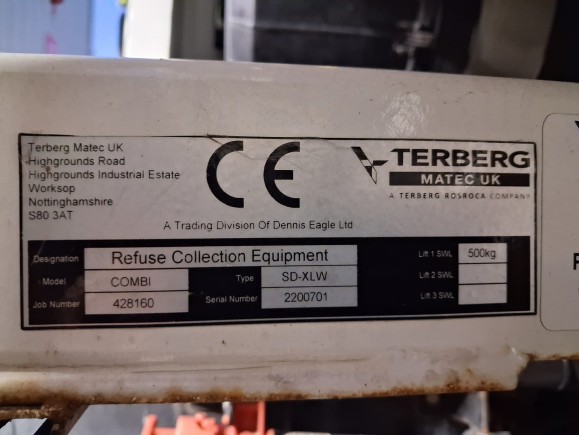 Terberg Matec UK
Highgrounds Road
Highgrounds Industrial Estate
Worksop
Nottinghamshire
S80 3AT
CE
TERBERG
MATEC UK
A TERBERG ROSROCA COMPANY
A Trading Division Of Dennis Eagle Ltd
Designation Refuse Collection Equipment Lift 1 SWL 500kg
Model COMBI Type SD-XLW Lift 2 SWL
Job Number 428160 Serial Number 2200701 Lift 3 SWL